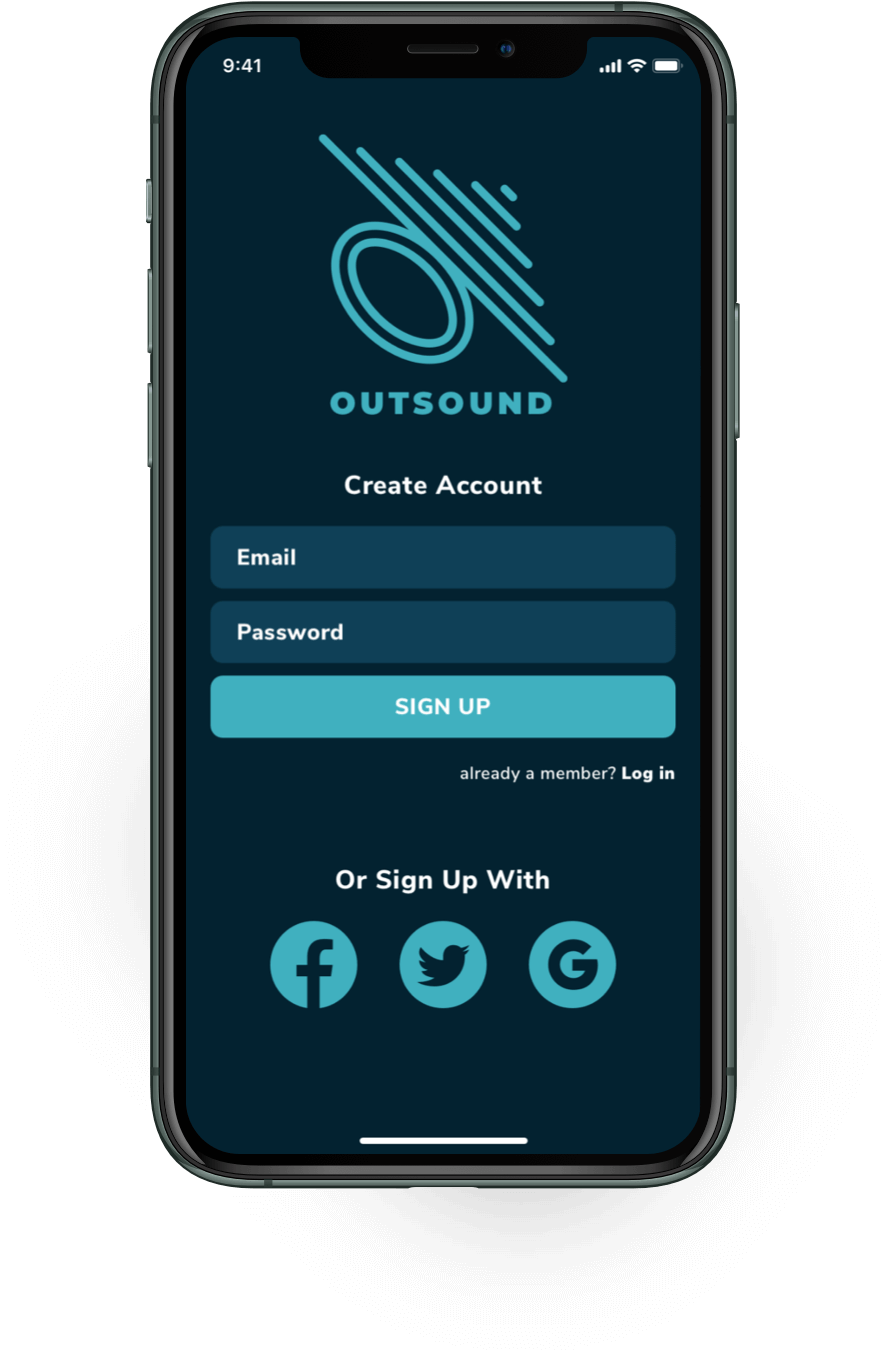 9:41
OUTSOUND
Create Account
Email
Password
SIGN UP
already a member? Log in
Or Sign Up With